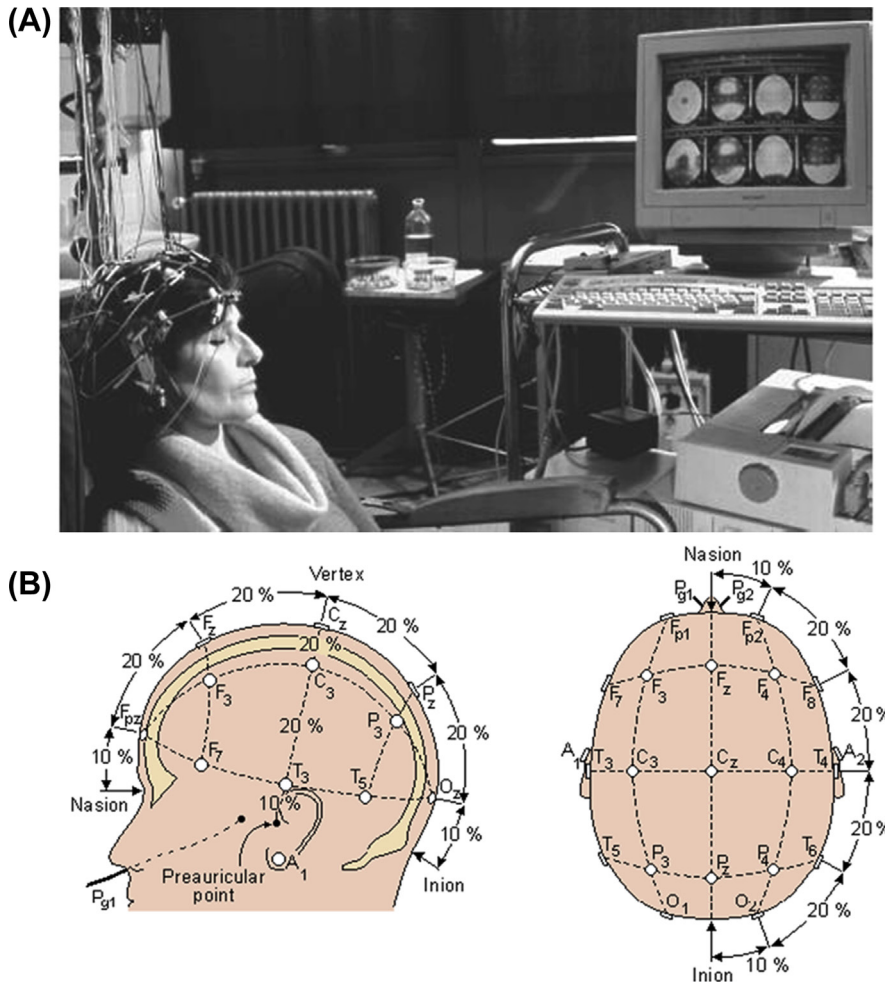 (A)
(B)
Vertex
20 %
20 %
Fz
Cz
20 %
20 %
20 %
Fpz
F3
C3
Pz
P3
20 %
20 %
10 %
F7
T3
T5
Oz
Nasion
10 %
10 %
Preauricular
point
A1
Inion
Pg1
Nasion
10 %
Pg1
Pg2
Fp1
Fp2
20 %
F7
F3
Fz
F4
F8
20 %
A1
T3
C3
Cz
C4
T4
A2
20 %
T5
P3
Pz
P4
T6
O1
O2
20 %
10 %
Inion